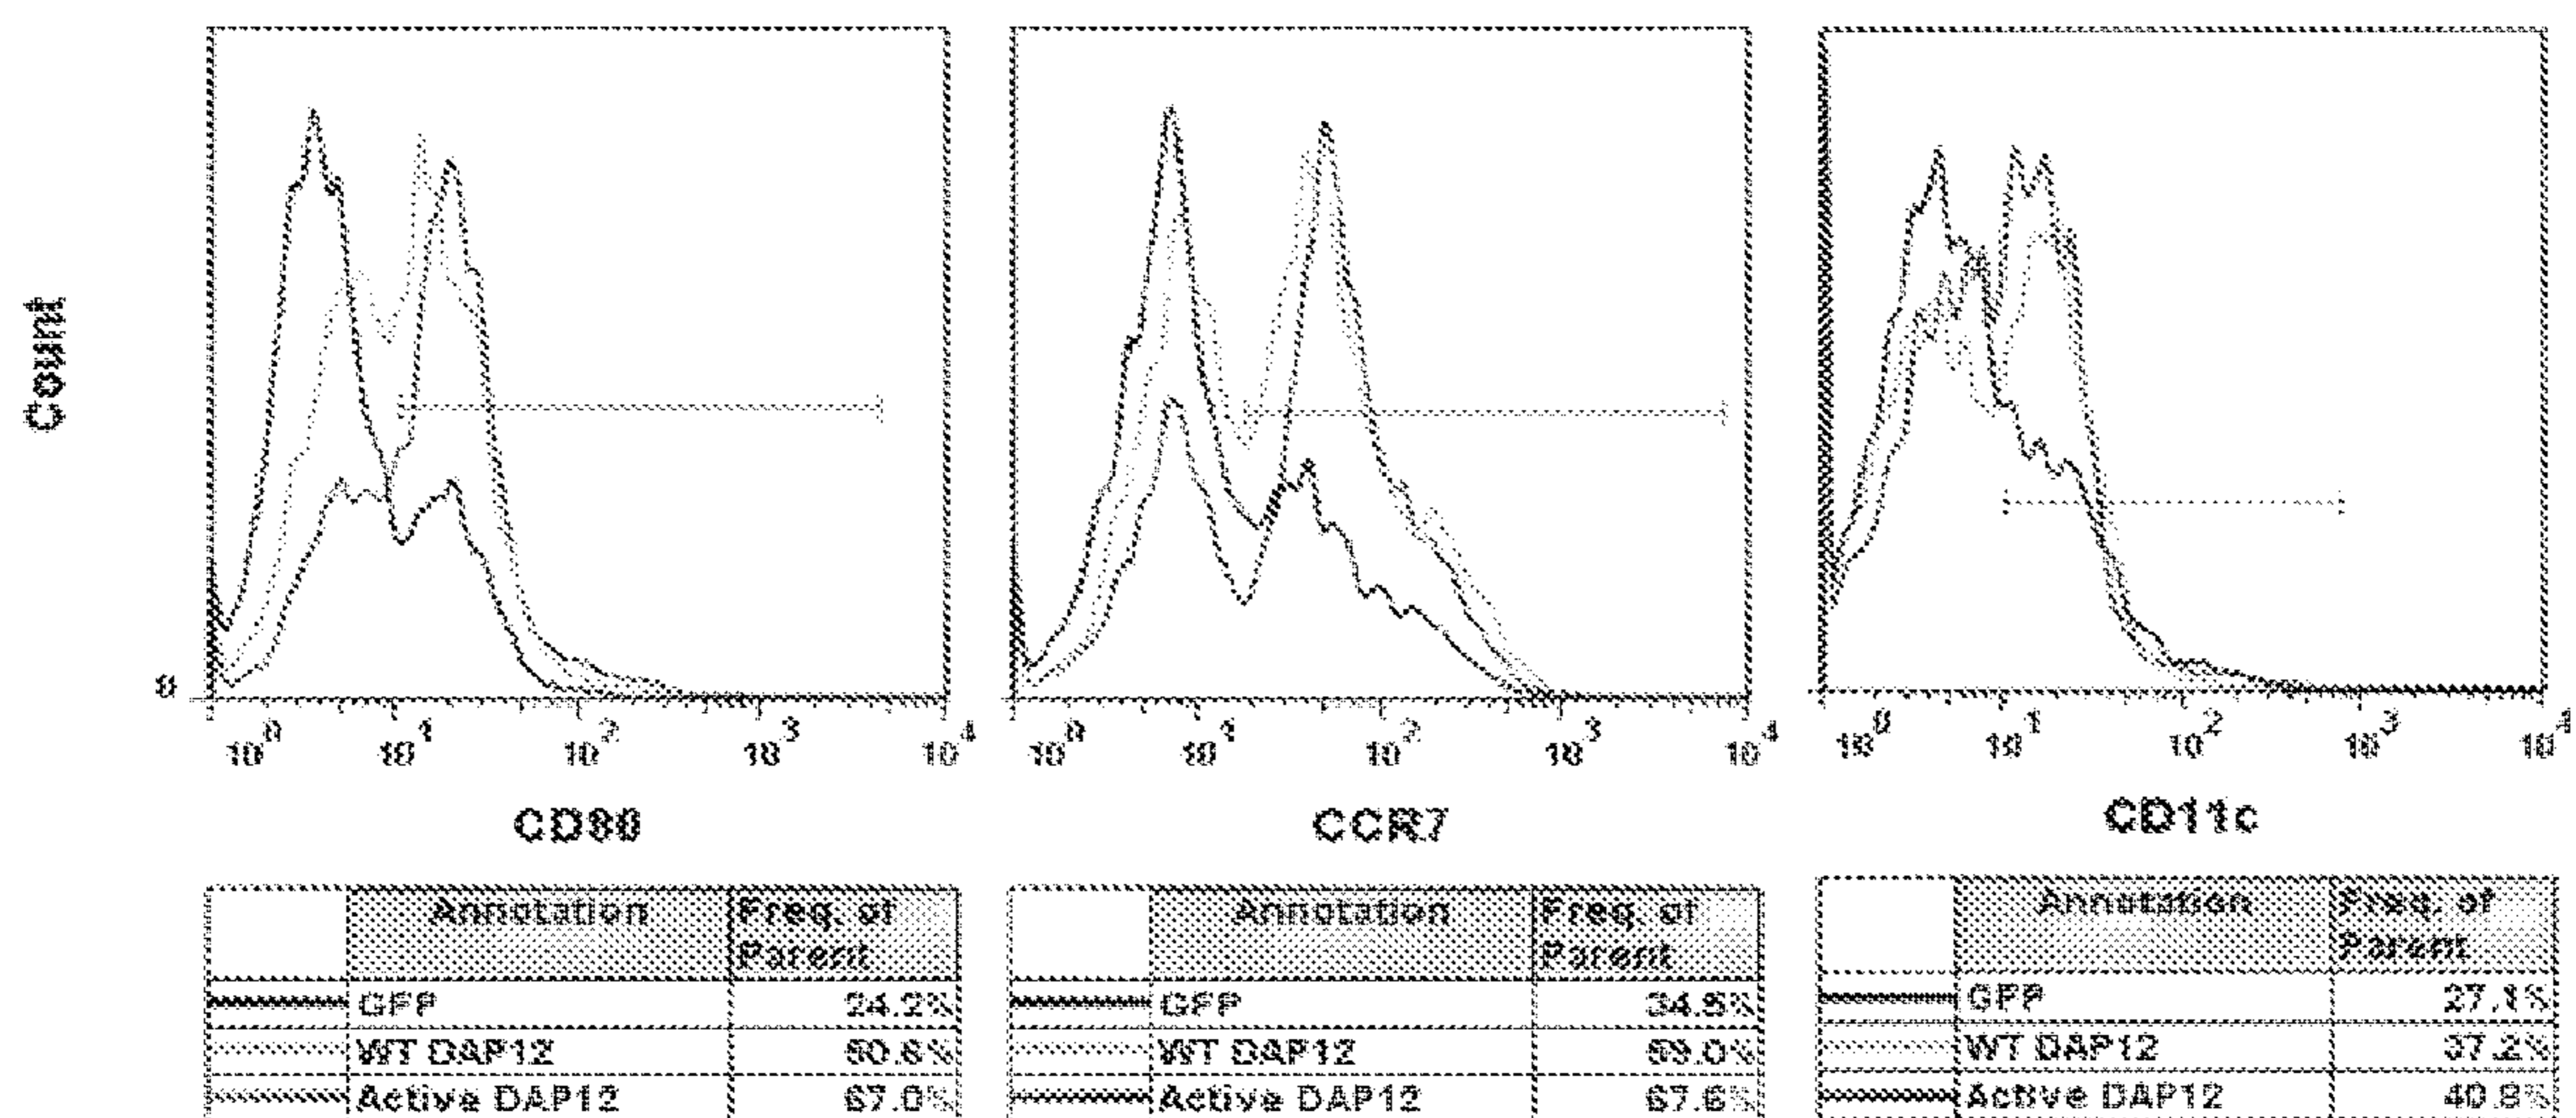 Count
0
10^0 10^1 10^2 10^3 10^4
10^0 10^1 10^2 10^3 10^4
10^0 10^1 10^2 10^3 10^4
CD80
CCR7
CD11c
Annotation Freq. of Parent
GFP 24.2%
WT DAP12
Active DAP12 67.0%
Annotation Freq. of Parent
GFP
WT DAP12
Active DAP12 67.6%
Annotation Freq. of Parent
GFP 27.1%
WT DAP12 37.2%
Active DAP12